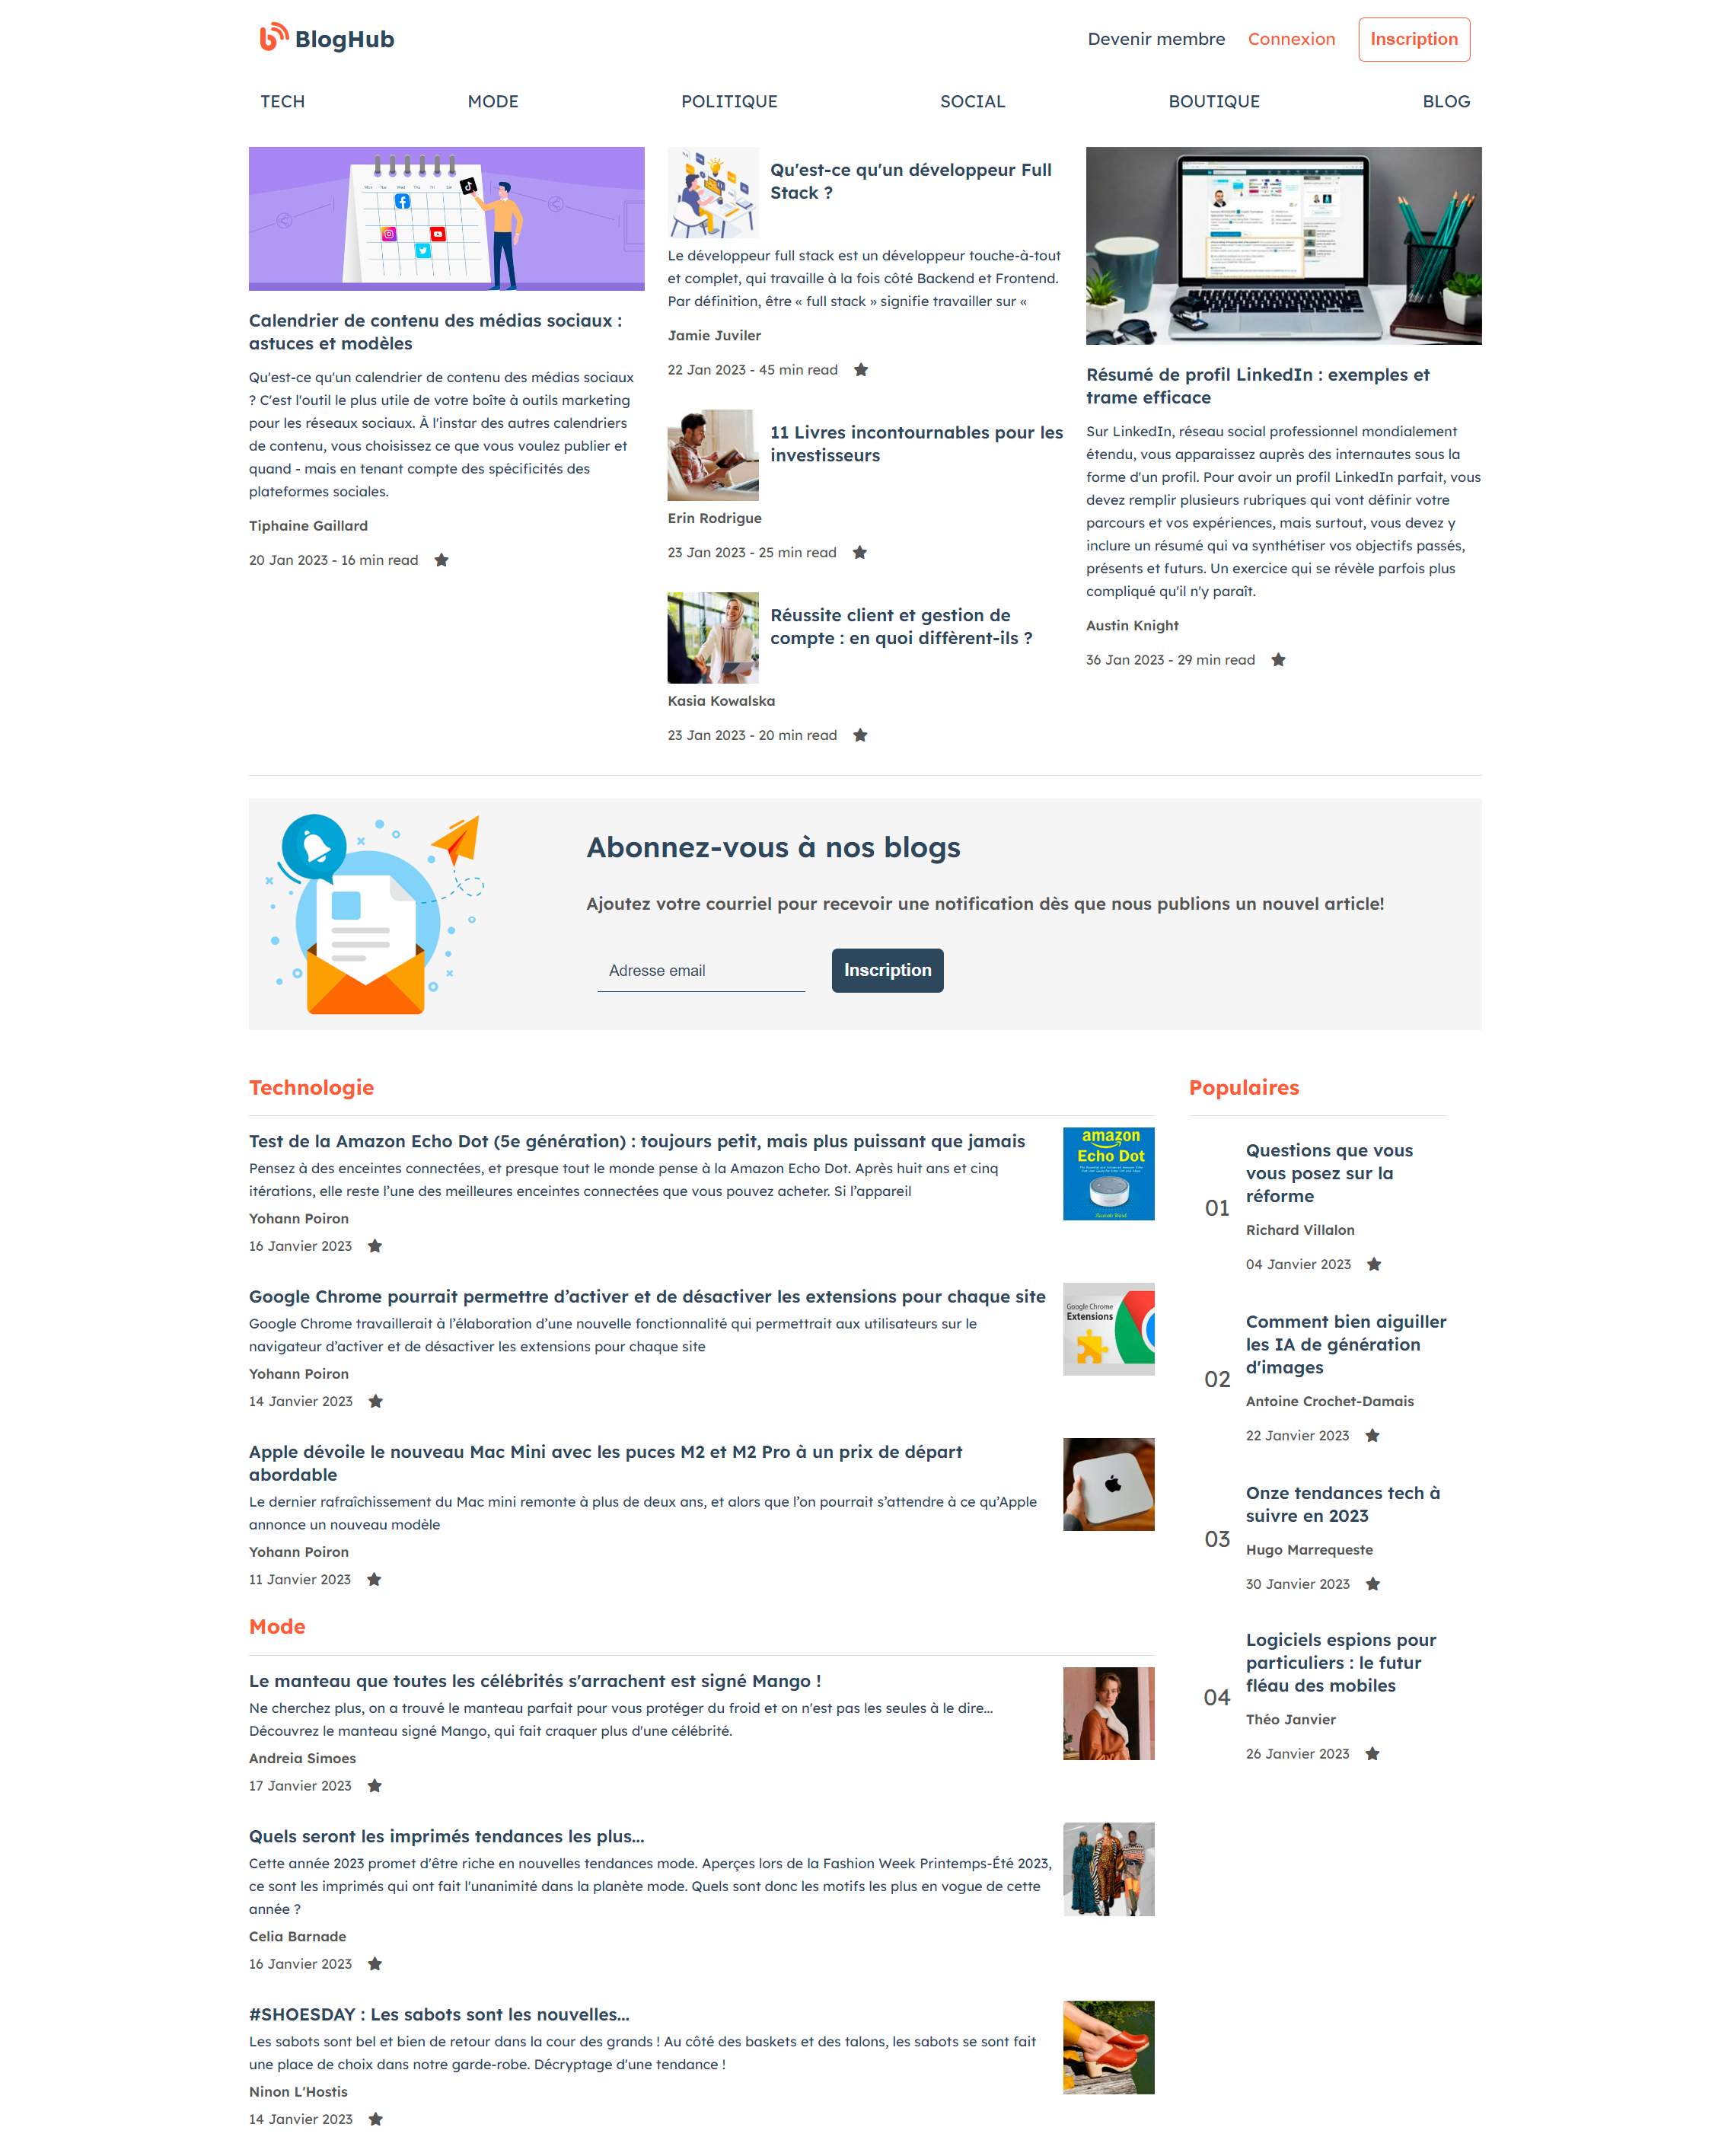 BlogHub
Devenir membre
Connexion
Inscription
TECH
MODE
POLITIQUE
SOCIAL
BOUTIQUE
BLOG
Calendrier de contenu des médias sociaux :
astuces et modèles
Qu'est-ce qu'un calendrier de contenu des médias sociaux
? C'est l'outil le plus utile de votre boîte à outils marketing
pour les réseaux sociaux. À l'instar des autres calendriers
de contenu, vous choisissez ce que vous voulez publier et
quand - mais en tenant compte des spécificités des
plateformes sociales.
Tiphaine Gaillard
20 Jan 2023 - 16 min read
Qu'est-ce qu'un développeur Full
Stack ?
Le développeur full stack est un développeur touche-à-tout
et complet, qui travaille à la fois côté Backend et Frontend.
Par définition, être « full stack » signifie travailler sur «
Jamie Juviler
22 Jan 2023 - 45 min read
11 Livres incontournables pour les
investisseurs
Erin Rodrigue
23 Jan 2023 - 25 min read
Réussite client et gestion de
compte : en quoi diffèrent-ils ?
Kasia Kowalska
23 Jan 2023 - 20 min read
Résumé de profil LinkedIn : exemples et
trame efficace
Sur LinkedIn, réseau social professionnel mondialement
étendu, vous apparaissez auprès des internautes sous la
forme d'un profil. Pour avoir un profil LinkedIn parfait, vous
devez remplir plusieurs rubriques qui vont définir votre
parcours et vos expériences, mais surtout, vous devez y
inclure un résumé qui va synthétiser vos objectifs passés,
présents et futurs. Un exercice qui se révèle parfois plus
compliqué qu'il n'y paraît.
Austin Knight
36 Jan 2023 - 29 min read
Abonnez-vous à nos blogs
Ajoutez votre courriel pour recevoir une notification dès que nous publions un nouvel article!
Adresse email
Inscription
Technologie
Test de la Amazon Echo Dot (5e génération) : toujours petit, mais plus puissant que jamais
Pensez à des enceintes connectées, et presque tout le monde pense à la Amazon Echo Dot. Après huit ans et cinq
itérations, elle reste l’une des meilleures enceintes connectées que vous pouvez acheter. Si l’appareil
Yohann Poiron
16 Janvier 2023
amazon
Echo Dot
Google Chrome pourrait permettre d’activer et de désactiver les extensions pour chaque site
Google Chrome travaillerait à l’élaboration d’une nouvelle fonctionnalité qui permettrait aux utilisateurs sur le
navigateur d’activer et de désactiver les extensions pour chaque site
Yohann Poiron
14 Janvier 2023
Google Chrome
Extensions
Apple dévoile le nouveau Mac Mini avec les puces M2 et M2 Pro à un prix de départ
abordable
Le dernier rafraîchissement du Mac mini remonte à plus de deux ans, et alors que l’on pourrait s’attendre à ce qu’Apple
annonce un nouveau modèle
Yohann Poiron
11 Janvier 2023
Mode
Le manteau que toutes les célébrités s'arrachent est signé Mango !
Ne cherchez plus, on a trouvé le manteau parfait pour vous protéger du froid et on n'est pas les seules à le dire...
Découvrez le manteau signé Mango, qui fait craquer plus d'une célébrité.
Andreia Simoes
17 Janvier 2023
Quels seront les imprimés tendances les plus...
Cette année 2023 promet d'être riche en nouvelles tendances mode. Aperçes lors de la Fashion Week Printemps-Été 2023,
ce sont les imprimés qui ont fait l'unanimité dans la planète mode. Quels sont donc les motifs les plus en vogue de cette
année ?
Celia Barnade
16 Janvier 2023
#SHOESDAY : Les sabots sont les nouvelles...
Les sabots sont bel et bien de retour dans la cour des grands ! Au côté des baskets et des talons, les sabots se sont fait
une place de choix dans notre garde-robe. Décryptage d'une tendance !
Ninon L'Hostis
14 Janvier 2023
Populaires
01
Questions que vous
vous posez sur la
réforme
Richard Villalon
04 Janvier 2023
02
Comment bien aiguiller
les IA de génération
d'images
Antoine Crochet-Damais
22 Janvier 2023
03
Onze tendances tech à
suivre en 2023
Hugo Marrequeste
30 Janvier 2023
04
Logiciels espions pour
particuliers : le futur
fléau des mobiles
Théo Janvier
26 Janvier 2023